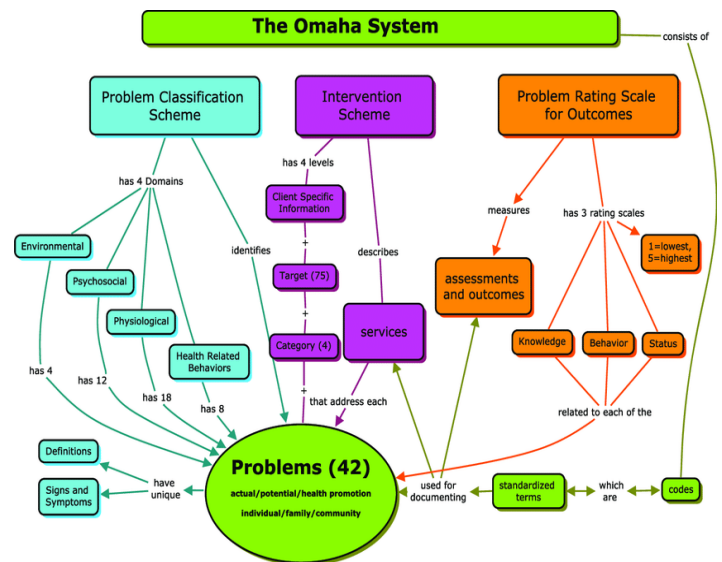 The Omaha System
consists of
Problem Classification
Scheme
Intervention
Scheme
Problem Rating Scale
for Outcomes
has 4 Domains
has 4 levels
Client Specific
Information
measures
has 3 rating scales
Environmental
identifies
+
describes
1=lowest,
5=highest
Psychosocial
Target (75)
assessments
and outcomes
Physiological
+
services
Health Related
Behaviors
Category (4)
Knowledge
Behavior
Status
has 4
has 12
has 18
has 8
+
that address each
related to each of the
Definitions
Signs and
Symptoms
have
unique
Problems (42)
actual/potential/health promotion
individual/family/community
used for
documenting
standardized
terms
which
are
codes